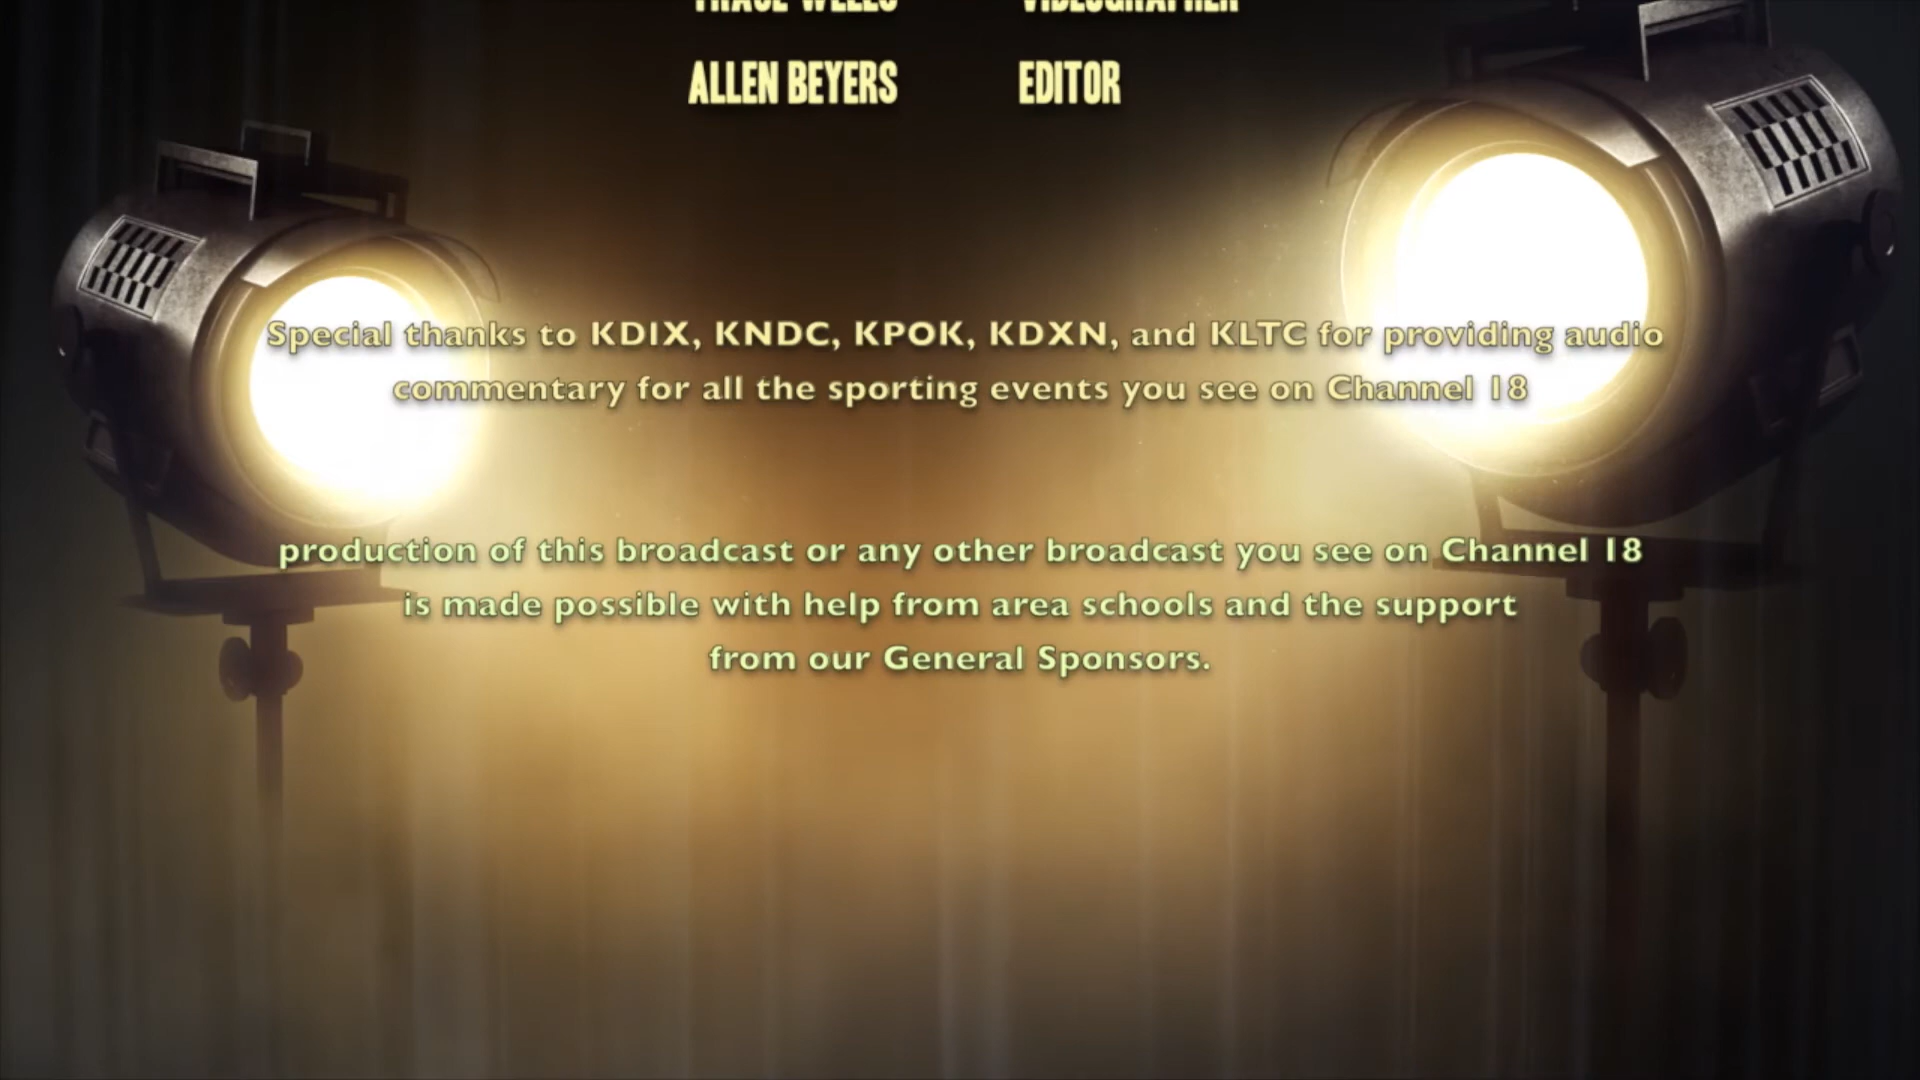 ALLEN BEYERS EDITOR
Special thanks to KDIX, KNDC, KPOK, KDXN, and KLTC for providing audio
commentary for all the sporting events you see on Channel 18
production of this broadcast or any other broadcast you see on Channel 18
is made possible with help from area schools and the support
from our General Sponsors.